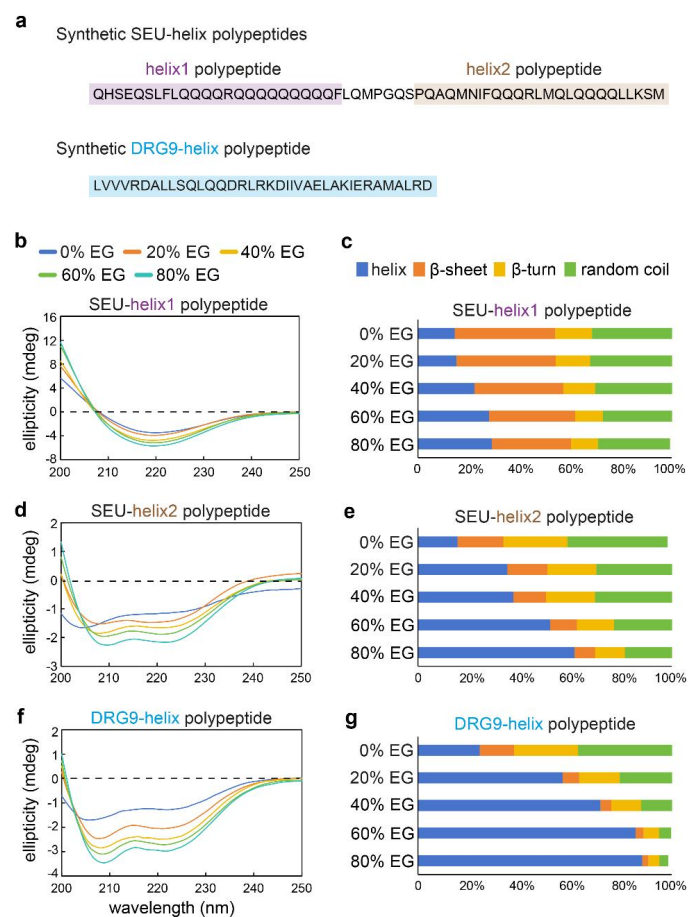 a
Synthetic SEU-helix polypeptides
helix1 polypeptide helix2 polypeptide
QHSEQSLFLQQQQRQQQQQQQQQFLQMPGQSPQAQMNIFQQQRLMQLQQQQLLKSM
Synthetic DRG9-helix polypeptide
LVVVRDALLSQLQQDRLRKDIIVAELAKIERAMALRD
b
0% EG 20% EG 40% EG
60% EG 80% EG
SEU-helix1 polypeptide
16
12
8
4
0
-4
-8
ellipticity (mdeg)
200 210 220 230 240 250
c
helix β-sheet β-turn random coil
SEU-helix1 polypeptide
0% EG
20% EG
40% EG
60% EG
80% EG
0 20% 40% 60% 80% 100%
d
SEU-helix2 polypeptide
2
1
0
-1
-2
-3
ellipticity (mdeg)
200 210 220 230 240 250
e
SEU-helix2 polypeptide
0% EG
20% EG
40% EG
60% EG
80% EG
0 20% 40% 60% 80% 100%
f
DRG9-helix polypeptide
2
1
0
-1
-2
-3
-4
ellipticity (mdeg)
200 210 220 230 240 250
wavelength (nm)
g
DRG9-helix polypeptide
0% EG
20% EG
40% EG
60% EG
80% EG
0 20% 40% 60% 80% 100%